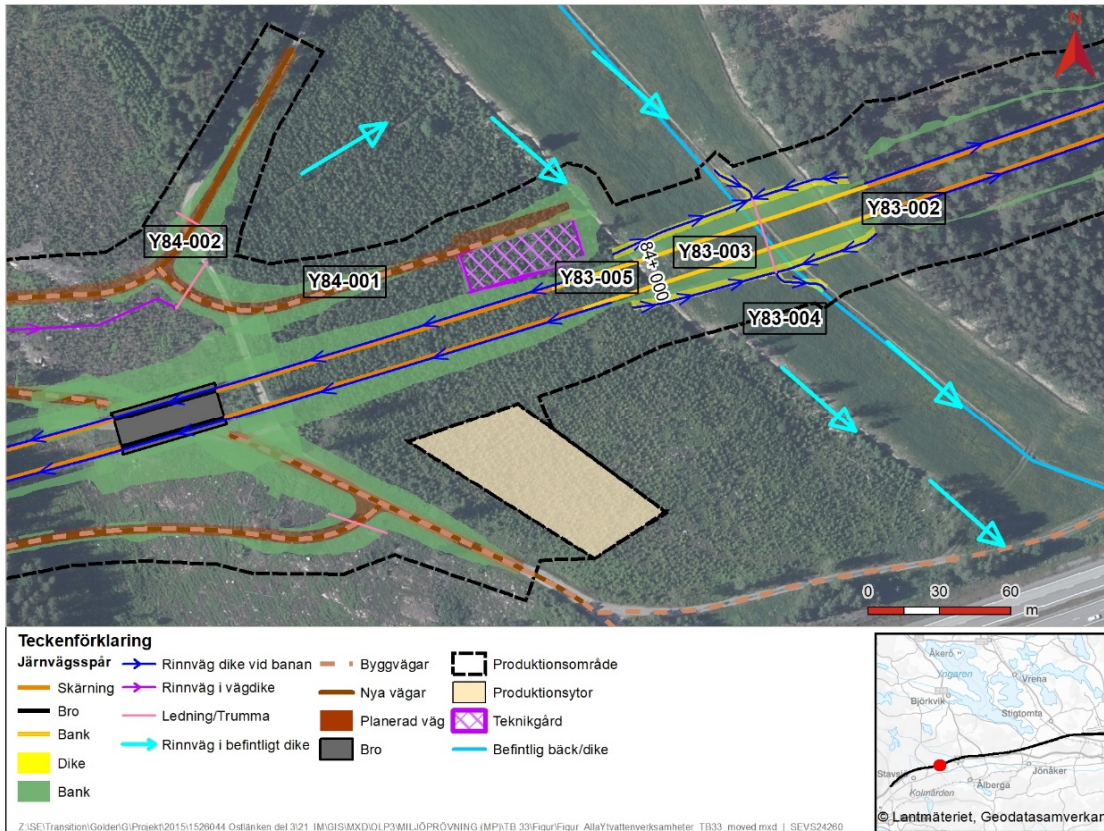 N
Y84-002
Y84-001
Y83-005
84+000
Y83-003
Y83-002
Y83-004
0 30 60
m
Teckenförklaring
Järnvägsspår
Skärning
Bro
Bank
Dike
Bank
Rinnväg dike vid banan
Rinnväg i vägdike
Ledning/Trumma
Rinnväg i befintligt dike
Byggvägar
Nya vägar
Planerad väg
Bro
Produktionsområde
Produktionsytor
Teknikgård
Befintlig bäck/dike
Åkerö
Yngaren
Vrena
Björkvik
Stigtomta
Stavsjö
Jönåker
Ålberga
Kolmården
© Lantmäteriet, Geodatasamverkan
Z:\SE\Transition\Golder\G\Projekt\2015\1526044 Ostlänken del 3\21_IM\GIS\MXD\OLP3\MILJÖPRÖVNING (MP)\TB 33\Figur\Figur_AllaYtvattenverksamheter_TB33_moved.mxd | SEVS24260